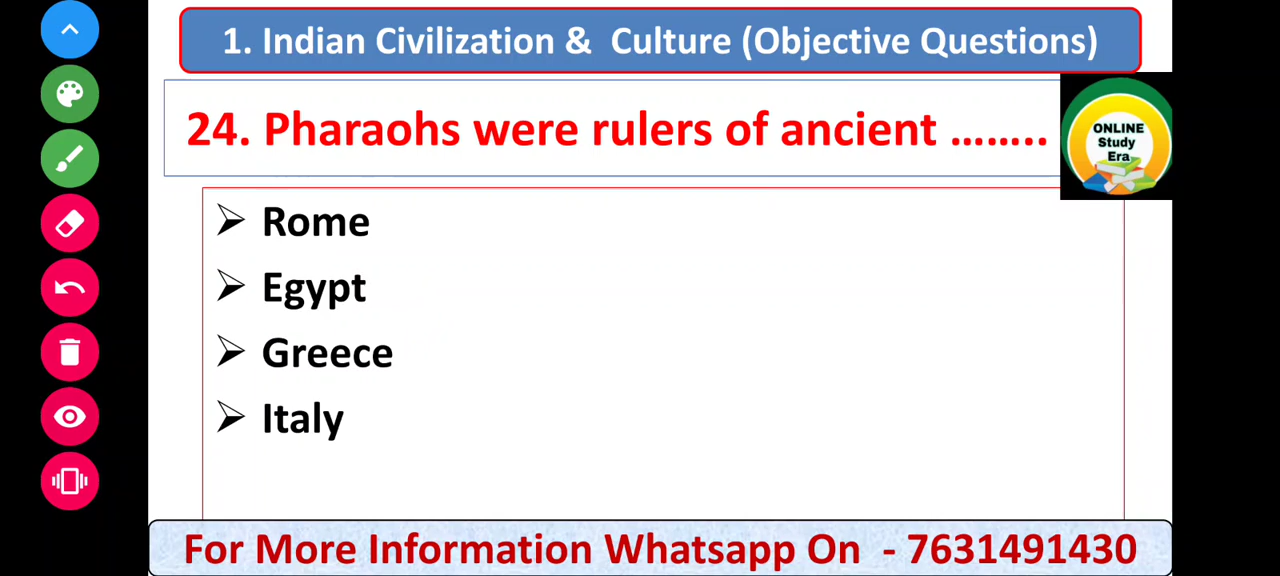 1. Indian Civilization & Culture (Objective Questions)
24. Pharaohs were rulers of ancient ……..
ONLINE
Study
Era
Rome
Egypt
Greece
Italy
For More Information Whatsapp On - 7631491430